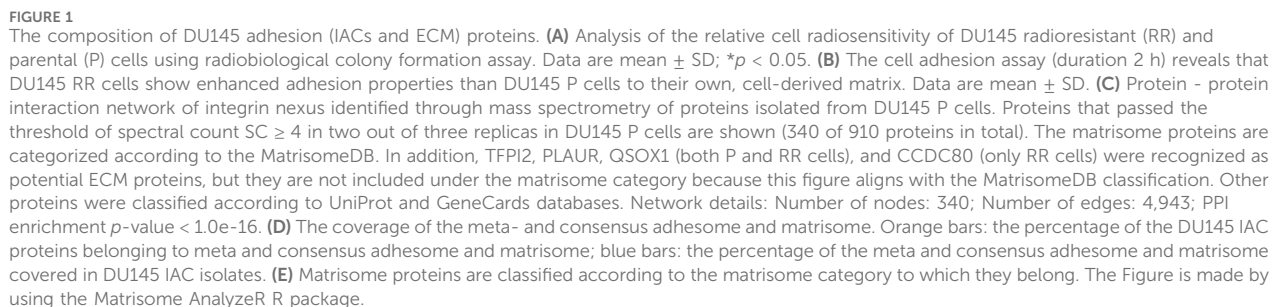 FIGURE 1
The composition of DU145 adhesion (IACs and ECM) proteins. (A) Analysis of the relative cell radiosensitivity of DU145 radioresistant (RR) and
parental (P) cells using radiobiological colony formation assay. Data are mean ± SD; *p < 0.05. (B) The cell adhesion assay (duration 2 h) reveals that
DU145 RR cells show enhanced adhesion properties than DU145 P cells to their own, cell-derived matrix. Data are mean ± SD. (C) Protein - protein
interaction network of integrin nexus identified through mass spectrometry of proteins isolated from DU145 P cells. Proteins that passed the
threshold of spectral count SC ≥ 4 in two out of three replicas in DU145 P cells are shown (340 of 910 proteins in total). The matrisome proteins are
categorized according to the MatrisomeDB. In addition, TFPI2, PLAUR, QSOX1 (both P and RR cells), and CCDC80 (only RR cells) were recognized as
potential ECM proteins, but they are not included under the matrisome category because this figure aligns with the MatrisomeDB classification. Other
proteins were classified according to UniProt and GeneCards databases. Network details: Number of nodes: 340; Number of edges: 4,943; PPI
enrichment p-value < 1.0e-16. (D) The coverage of the meta- and consensus adhesome and matrisome. Orange bars: the percentage of the DU145 IAC
proteins belonging to meta and consensus adhesome and matrisome; blue bars: the percentage of the meta and consensus adhesome and matrisome
covered in DU145 IAC isolates. (E) Matrisome proteins are classified according to the matrisome category to which they belong. The Figure is made by
using the Matrisome AnalyzeR R package.